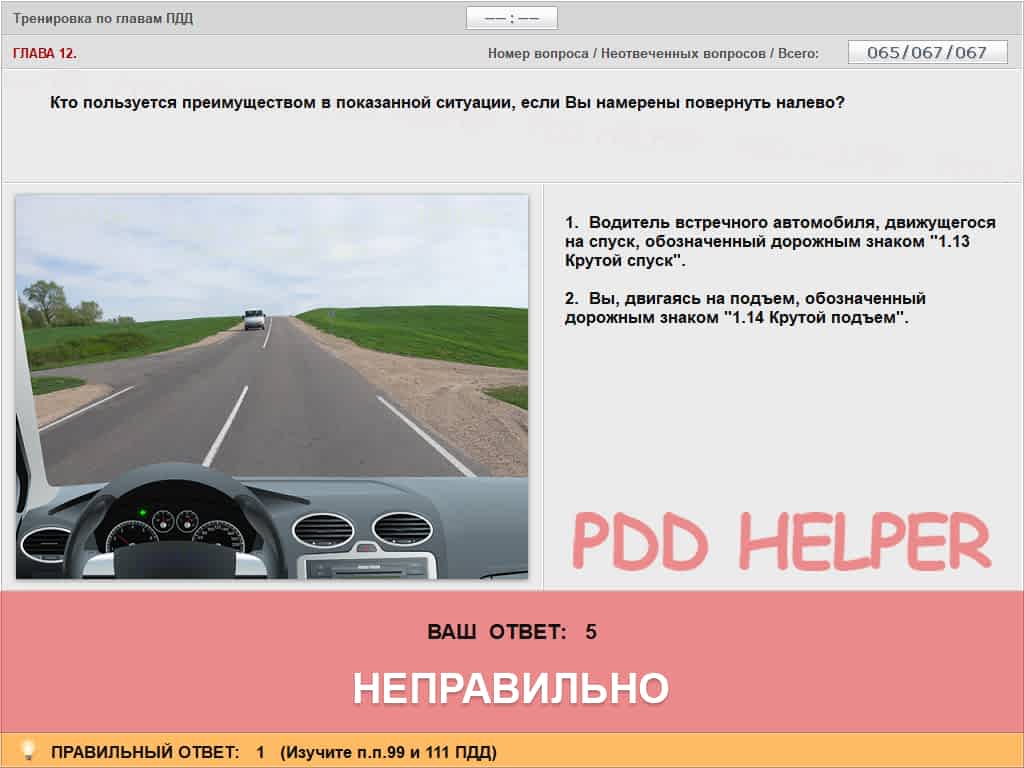 Тренировка по главам ПДД
—— : ——
ГЛАВА 12.
Номер вопроса / Неотвеченных вопросов / Всего:
065/067/067
Кто пользуется преимуществом в показанной ситуации, если Вы намерены повернуть налево?
1. Водитель встречного автомобиля, движущегося
на спуск, обозначенный дорожным знаком "1.13
Крутой спуск".
2. Вы, двигаясь на подъем, обозначенный
дорожным знаком "1.14 Крутой подъем".
PDD HELPER
ВАШ ОТВЕТ: 5
НЕПРАВИЛЬНО
ПРАВИЛЬНЫЙ ОТВЕТ: 1 (Изучите п.п.99 и 111 ПДД)